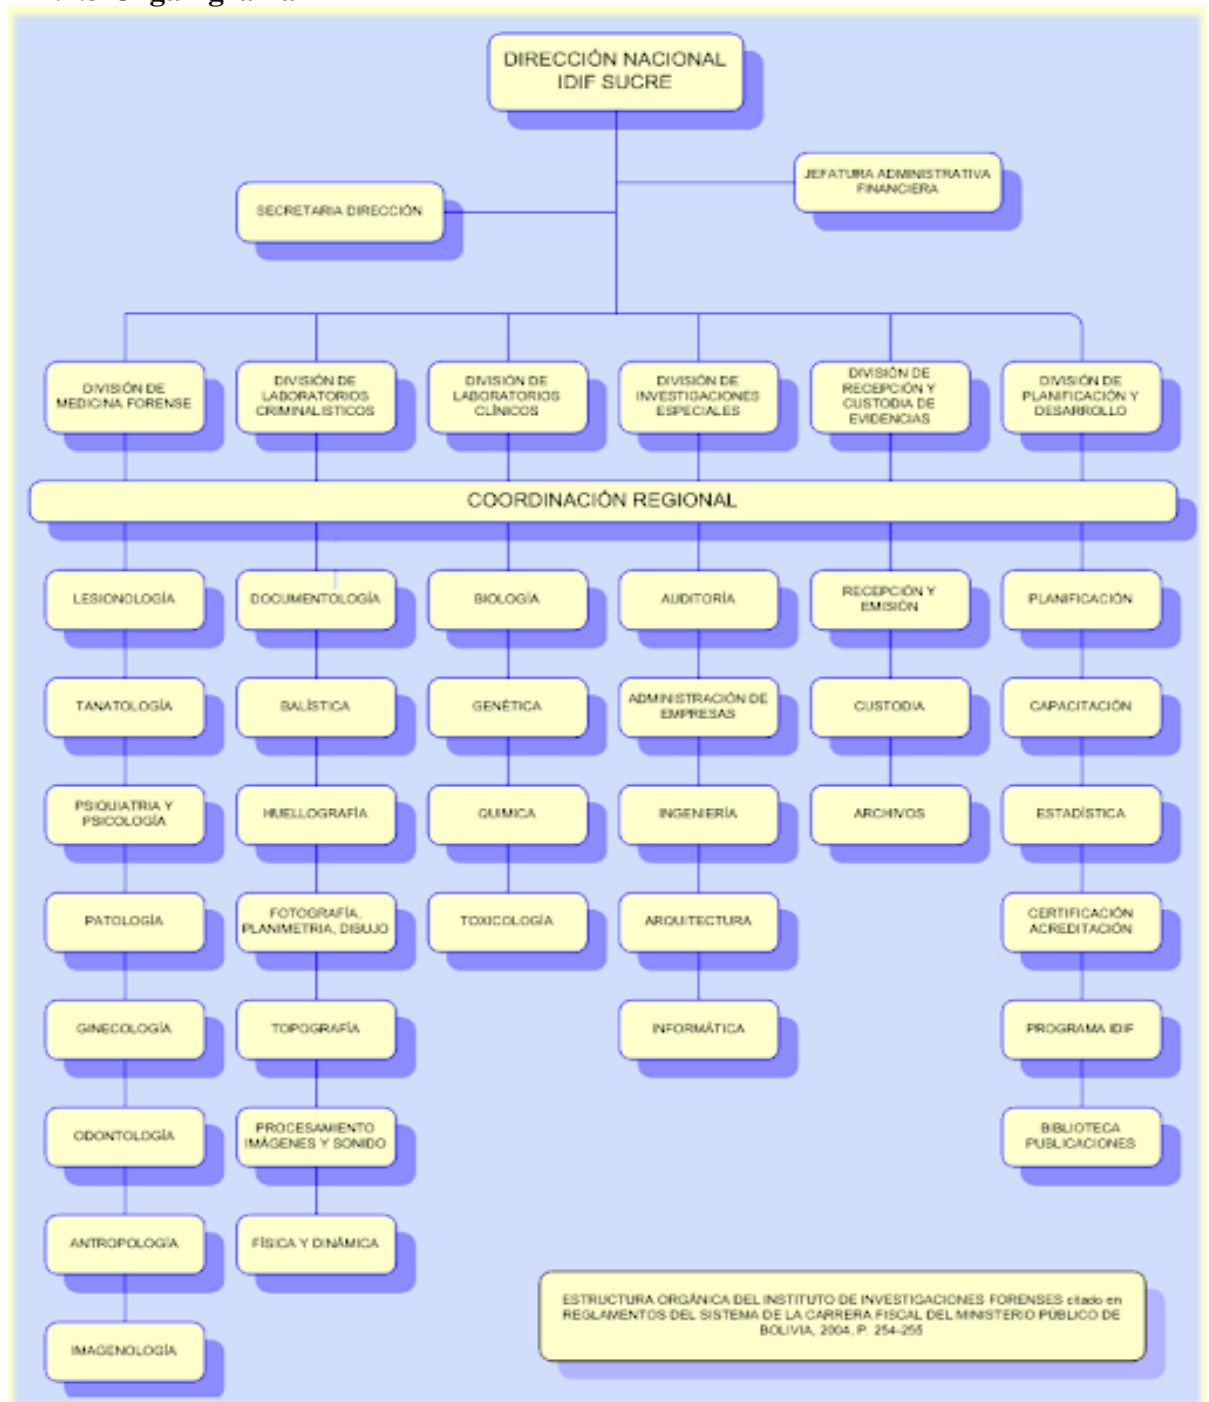 DIRECCIÓN NACIONAL
IDIF SUCRE
JEFATURA ADMINISTRATIVA
FINANCIERA
SECRETARIA DIRECCIÓN
DIVISIÓN DE
MEDICINA FORENSE
DIVISIÓN DE
LABORATORIOS
CRIMINALISTICOS
DIVISIÓN DE
LABORATORIOS
CLÍNICOS
DIVISIÓN DE
INVESTIGACIONES
ESPECIALES
DIVISIÓN DE
RECEPCIÓN Y
CUSTODIA DE
EVIDENCIAS
DIVISIÓN DE
PLANIFICACIÓN Y
DESARROLLO
COORDINACIÓN REGIONAL
LESIONOLOGÍA
DOCUMENTOLOGÍA
BIOLOGÍA
AUDITORÍA
RECEPCIÓN Y
EMISIÓN
PLANIFICACIÓN
TANATOLOGÍA
BALÍSTICA
GENÉTICA
ADMINISTRACIÓN DE
EMPRESAS
CUSTODIA
CAPACITACIÓN
PSIQUIATRIA Y
PSICOLOGÍA
HUELLOGRAFÍA
QUIMICA
INGENIERÍA
ARCHIVOS
ESTADÍSTICA
PATOLOGÍA
FOTOGRAFÍA,
PLANIMETRIA, DIBUJO
TOXICOLOGÍA
ARQUITECTURA
CERTIFICACIÓN
ACREDITACIÓN
GINECOLOGÍA
TOPOGRAFÍA
INFORMÁTICA
PROGRAMA IDIF
ODONTOLOGÍA
PROCESAMIENTO
IMÁGENES Y SONIDO
BIBLIOTECA
PUBLICACIONES
ANTROPOLOGÍA
FÍSICA Y DINÁMICA
IMAGENOLOGÍA
ESTRUCTURA ORGÁNICA DEL INSTITUTO DE INVESTIGACIONES FORENSES citado en
REGLAMENTOS DEL SISTEMA DE LA CARRERA FISCAL DEL MINISTERIO PÚBLICO DE
BOLIVIA, 2004, P. 254-255